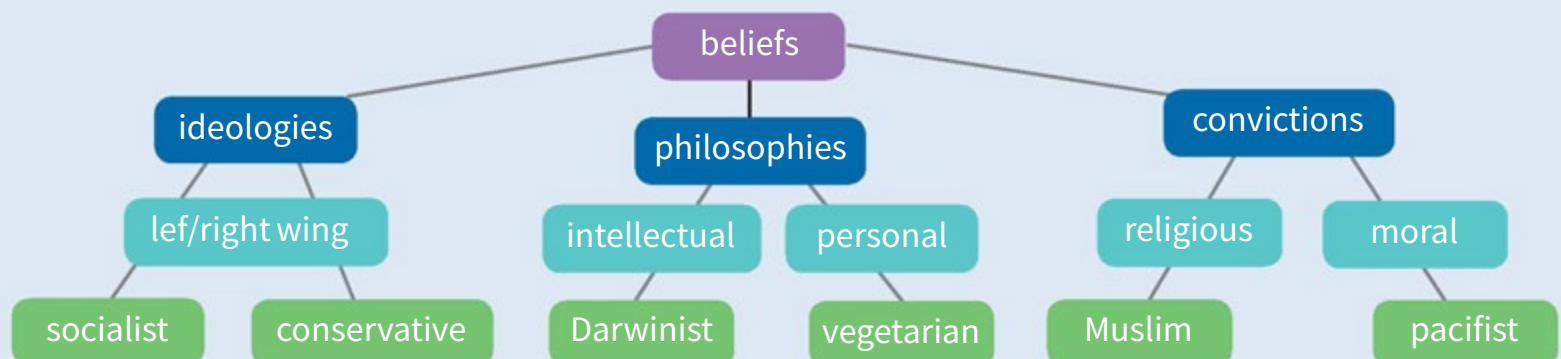 beliefs
ideologies
philosophies
convictions
lef/right wing
intellectual
personal
religious
moral
socialist
conservative
Darwinist
vegetarian
Muslim
pacifist